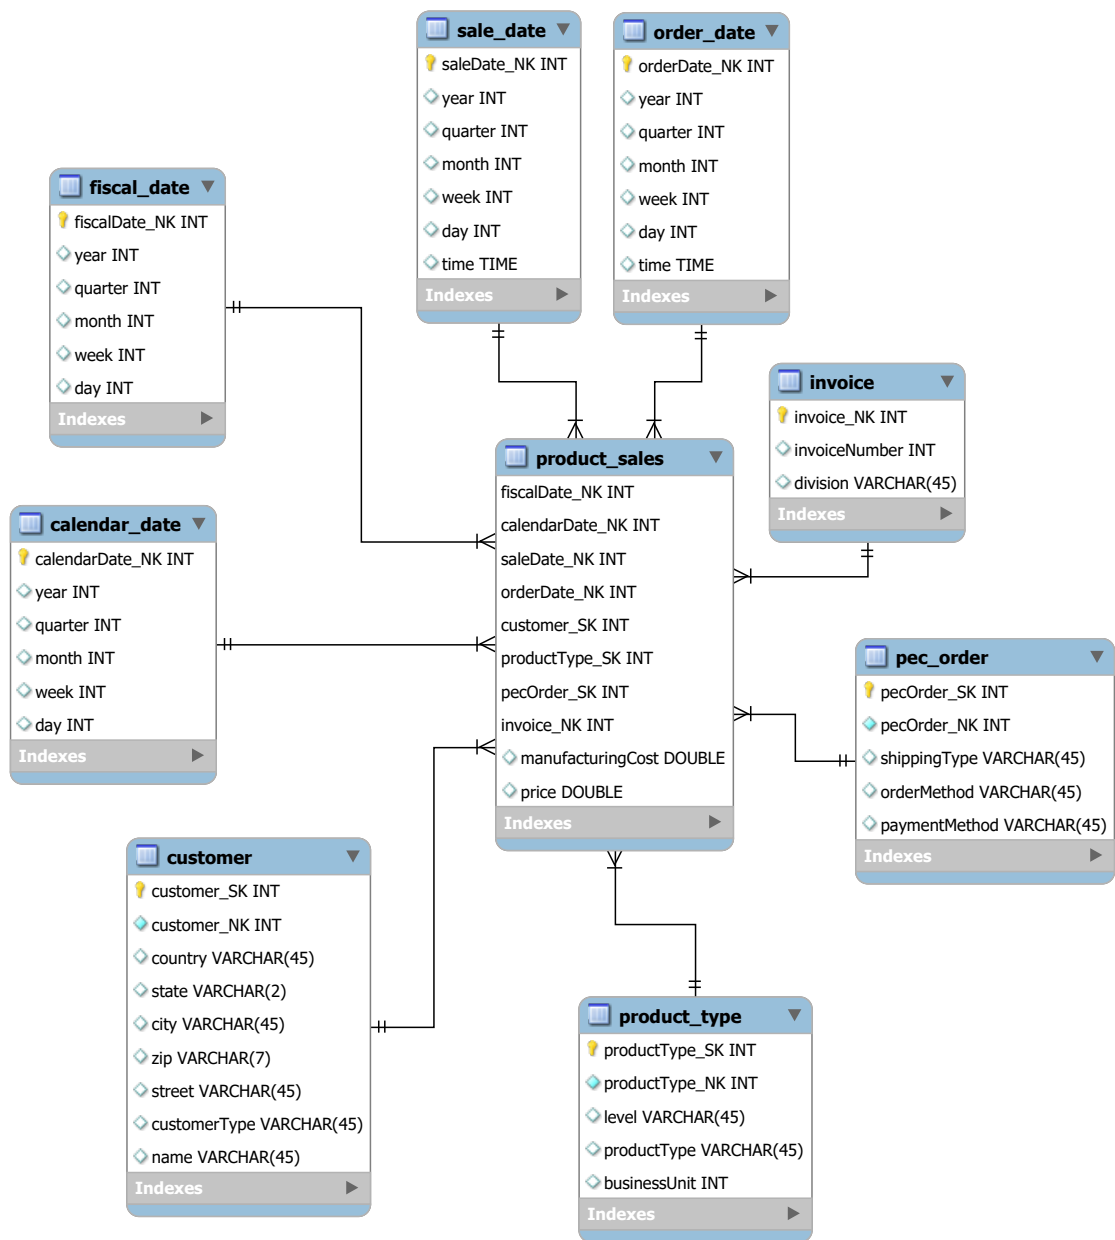 sale_date
saleDate_NK INT
year INT
quarter INT
month INT
week INT
day INT
time TIME
Indexes
order_date
orderDate_NK INT
year INT
quarter INT
month INT
week INT
day INT
time TIME
Indexes
fiscal_date
fiscalDate_NK INT
year INT
quarter INT
month INT
week INT
day INT
Indexes
invoice
invoice_NK INT
invoiceNumber INT
division VARCHAR(45)
Indexes
product_sales
fiscalDate_NK INT
calendarDate_NK INT
saleDate_NK INT
orderDate_NK INT
customer_SK INT
productType_SK INT
pecOrder_SK INT
invoice_NK INT
manufacturingCost DOUBLE
price DOUBLE
Indexes
calendar_date
calendarDate_NK INT
year INT
quarter INT
month INT
week INT
day INT
Indexes
pec_order
pecOrder_SK INT
pecOrder_NK INT
shippingType VARCHAR(45)
orderMethod VARCHAR(45)
paymentMethod VARCHAR(45)
Indexes
customer
customer_SK INT
customer_NK INT
country VARCHAR(45)
state VARCHAR(2)
city VARCHAR(45)
zip VARCHAR(7)
street VARCHAR(45)
customerType VARCHAR(45)
name VARCHAR(45)
Indexes
product_type
productType_SK INT
productType_NK INT
level VARCHAR(45)
productType VARCHAR(45)
businessUnit INT
Indexes